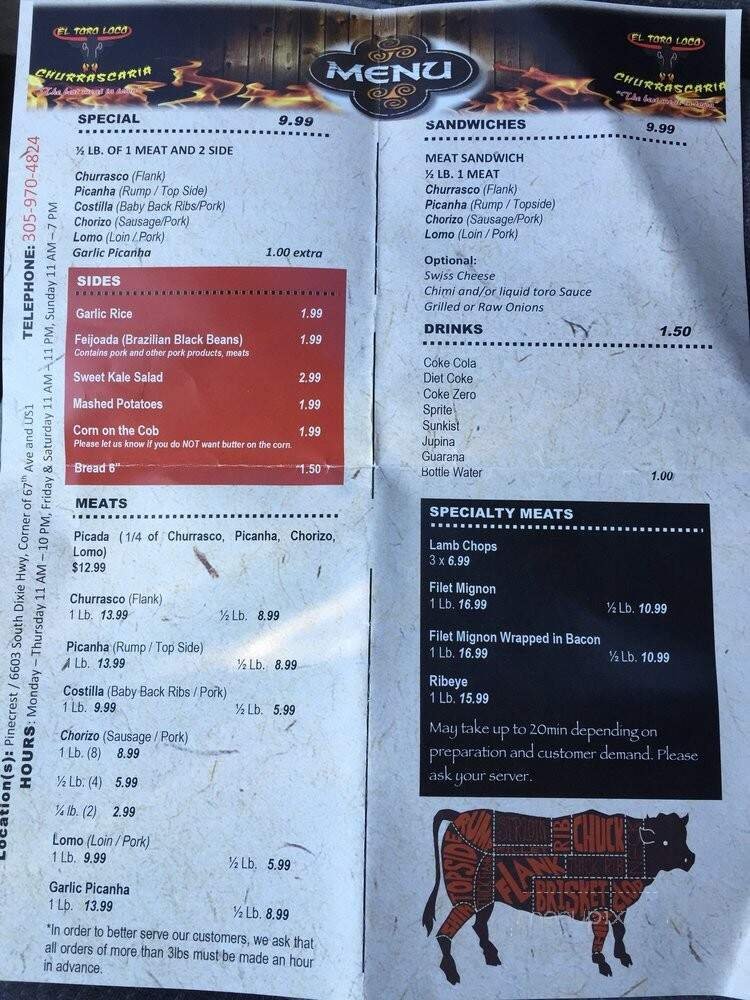 EL TORO LOCO
CHURRASCARIA
"The best meat in town"
MENU
EL TORO LOCO
CHURRASCARIA
"The best meat in town"
Location(s): Pinecrest / 6603 South Dixie Hwy, Corner of 67th Ave and US1
TELEPHONE: 305-970-4824
HOURS: Monday – Thursday 11 AM – 10 PM, Friday & Saturday 11 AM – 11 PM, Sunday 11 AM – 7 PM
SPECIAL 9.99
½ LB. OF 1 MEAT AND 2 SIDE
Churrasco (Flank)
Picanha (Rump / Top Side)
Costilla (Baby Back Ribs/Pork)
Chorizo (Sausage/Pork)
Lomo (Loin / Pork)
Garlic Picanha 1.00 extra
SIDES
Garlic Rice 1.99
Feijoada (Brazilian Black Beans) 1.99
Contains pork and other pork products, meats
Sweet Kale Salad 2.99
Mashed Potatoes 1.99
Corn on the Cob 1.99
Please let us know if you do NOT want butter on the corn.
Bread 6" 1.50
MEATS
Picada (1/4 of Churrasco, Picanha, Chorizo,
Lomo)
$12.99
Churrasco (Flank)
1 Lb. 13.99 ½ Lb. 8.99
Picanha (Rump / Top Side)
1 Lb. 13.99 ½ Lb. 8.99
Costilla (Baby Back Ribs / Pork)
1 Lb. 9.99 ½ Lb. 5.99
Chorizo (Sausage / Pork)
1 Lb. (8) 8.99
½ Lb. (4) 5.99
¼ lb. (2) 2.99
Lomo (Loin / Pork)
1 Lb. 9.99 ½ Lb. 5.99
Garlic Picanha
1 Lb. 13.99 ½ Lb. 8.99
*In order to better serve our customers, we ask that
all orders of more than 3lbs must be made an hour
in advance.
SANDWICHES 9.99
MEAT SANDWICH
½ LB. 1 MEAT
Churrasco (Flank)
Picanha (Rump / Topside)
Chorizo (Sausage/Pork)
Lomo (Loin / Pork)
Optional:
Swiss Cheese
Chimi and/or liquid toro Sauce
Grilled or Raw Onions
DRINKS 1.50
Coke Cola
Diet Coke
Coke Zero
Sprite
Sunkist
Jupina
Guarana
Bottle Water 1.00
SPECIALTY MEATS
Lamb Chops
3 x 6.99
Filet Mignon
1 Lb. 16.99 ½ Lb. 10.99
Filet Mignon Wrapped in Bacon
1 Lb. 16.99 ½ Lb. 10.99
Ribeye
1 Lb. 15.99
May take up to 20min depending on
preparation and customer demand. Please
ask your server.
TOPSIDE
RUMP
SIRLOIN
RIB
CHUCK
FLANK
BRISKET
SHIN